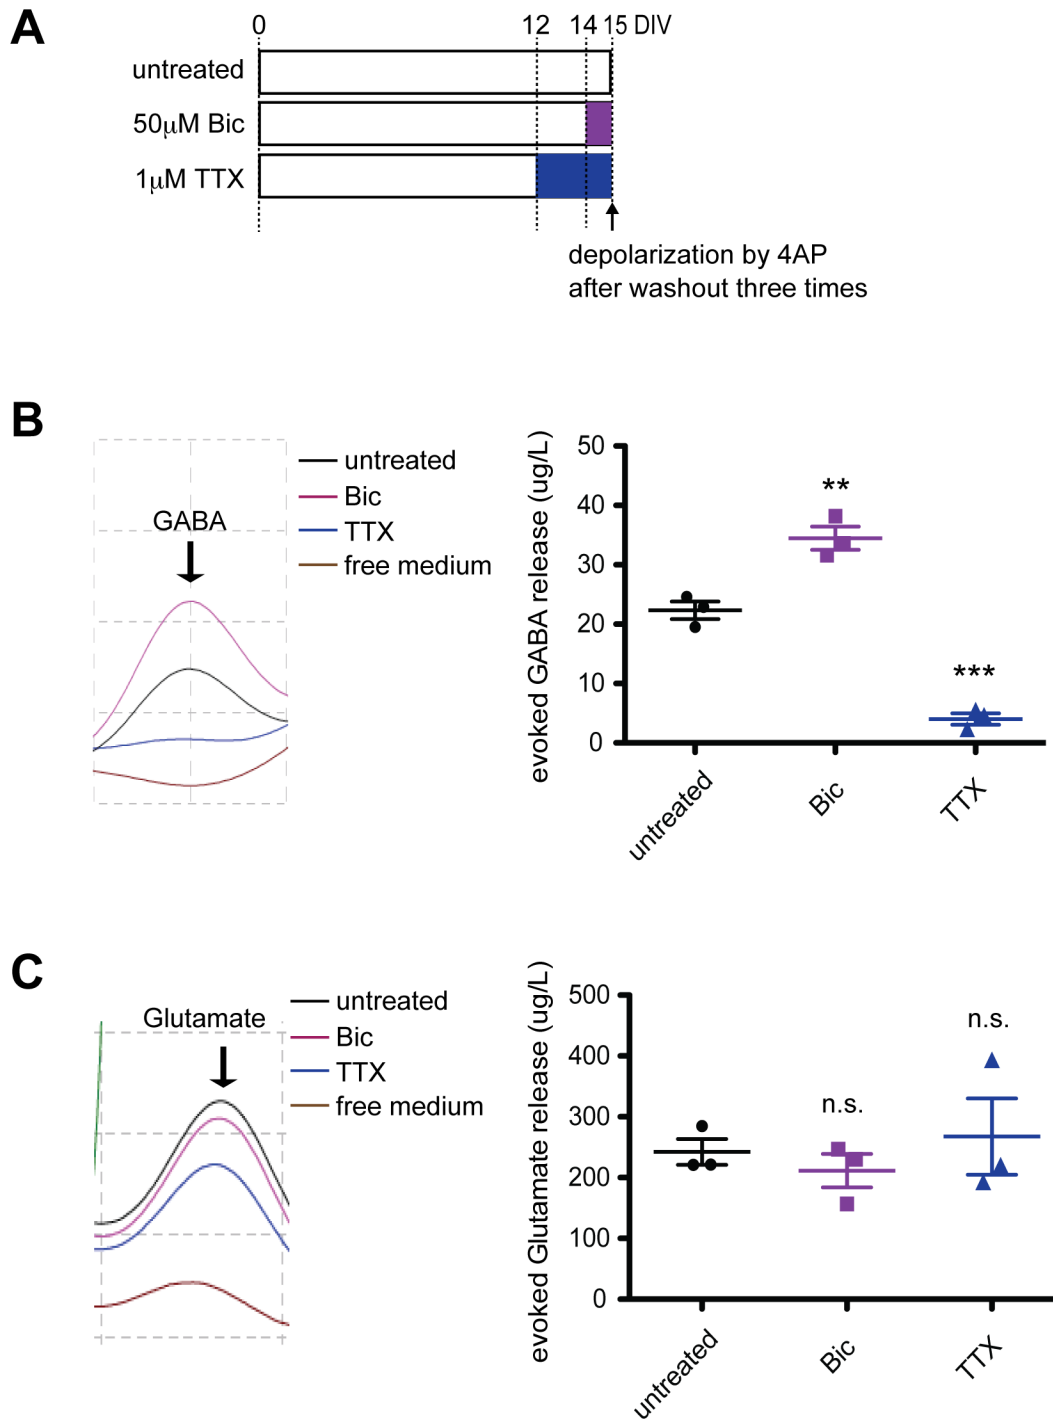 A
0 12 14 15 DIV
untreated
50µM Bic
1µM TTX
depolarization by 4AP
after washout three times
B
GABA
untreated
Bic
TTX
free medium
evoked GABA release (ug/L)
50
40
30
20
10
0
**
***
untreated
Bic
TTX
C
Glutamate
untreated
Bic
TTX
free medium
evoked Glutamate release (ug/L)
500
400
300
200
100
0
n.s.
n.s.
untreated
Bic
TTX